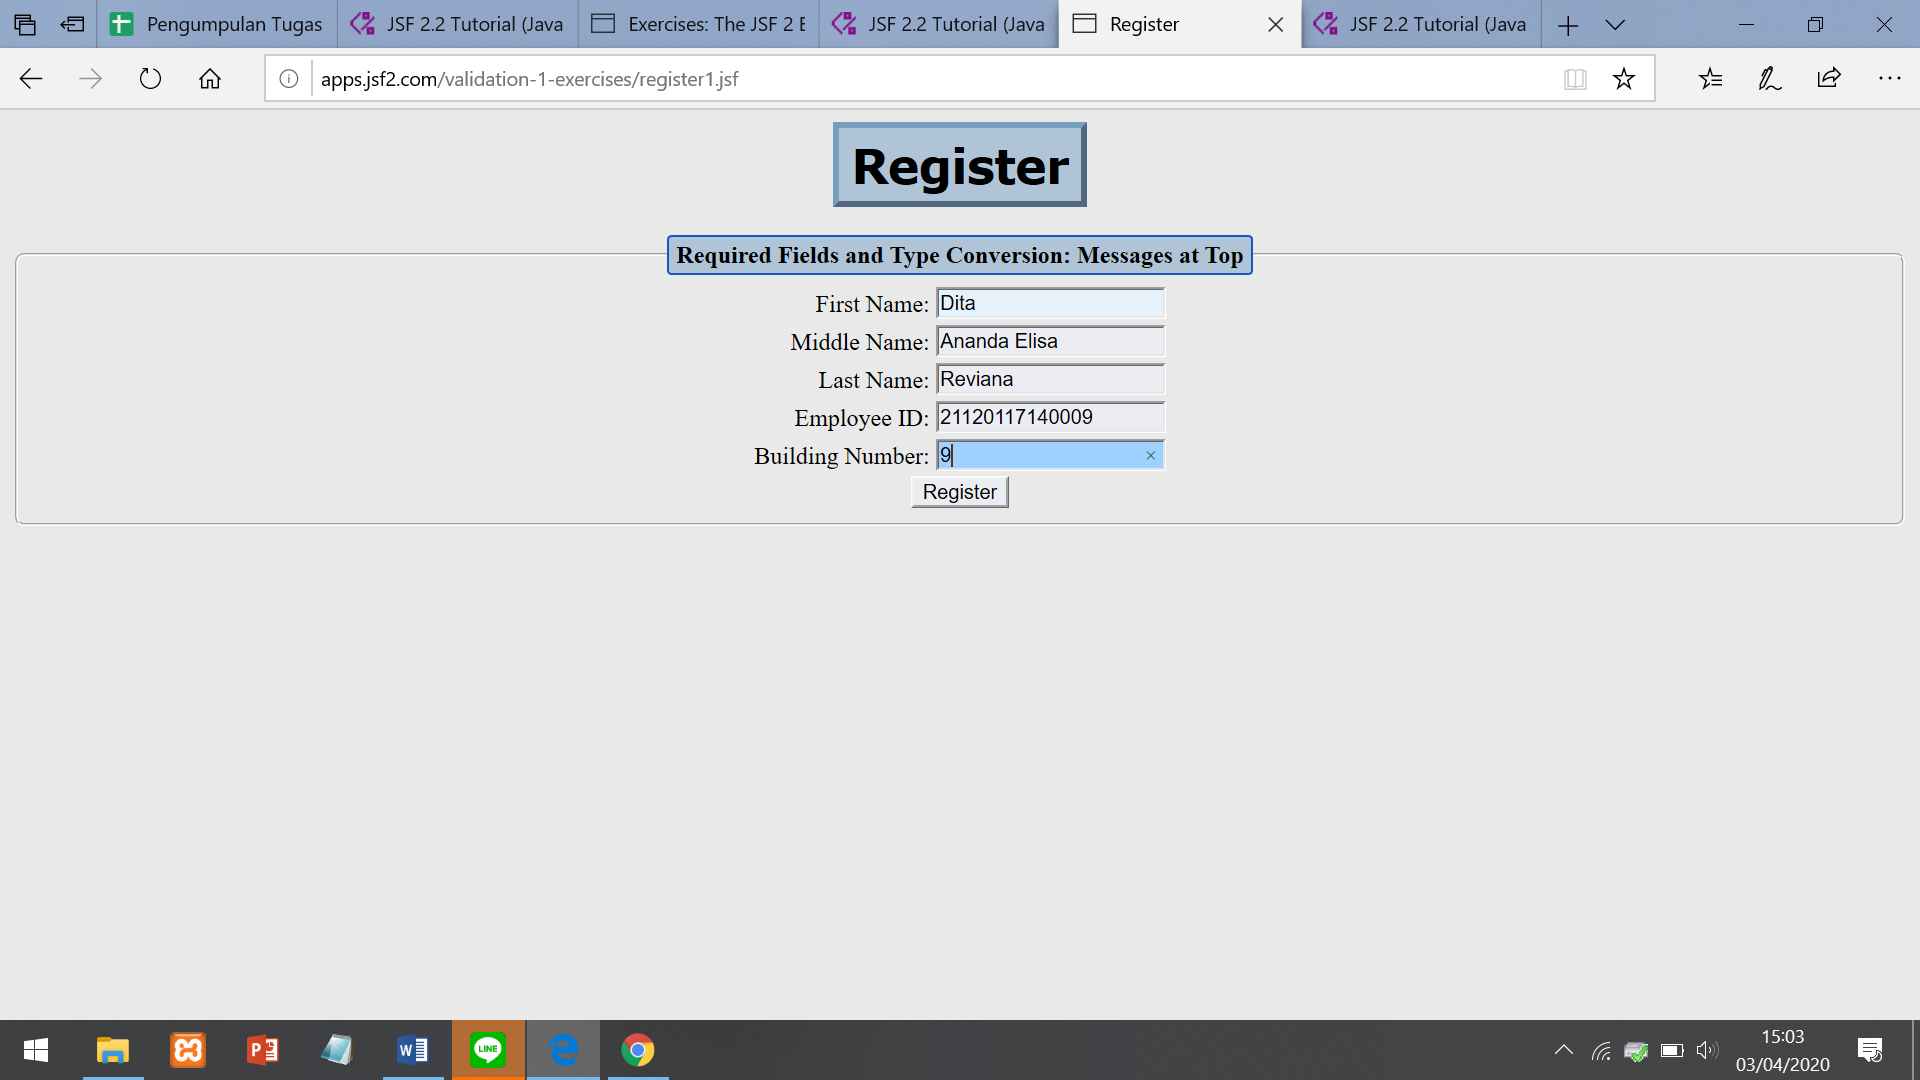 Pengumpulan Tugas
JSF 2.2 Tutorial (Java
Exercises: The JSF 2 E
JSF 2.2 Tutorial (Java
Register
JSF 2.2 Tutorial (Java
apps.jsf2.com/validation-1-exercises/register1.jsf
Register
Required Fields and Type Conversion: Messages at Top
First Name: Dita
Middle Name: Ananda Elisa
Last Name: Reviana
Employee ID: 21120117140009
Building Number: 9
Register
LINE
15:03
03/04/2020